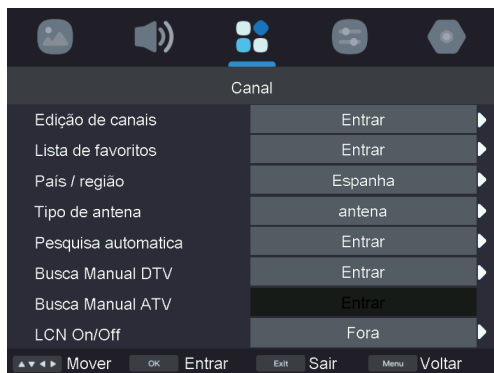 Canal
Edição de canais Entrar
Lista de favoritos Entrar
País / região Espanha
Tipo de antena antena
Pesquisa automatica Entrar
Busca Manual DTV Entrar
Busca Manual ATV Entrar
LCN On/Off Fora
Mover OK Entrar Exit Sair Menu Voltar